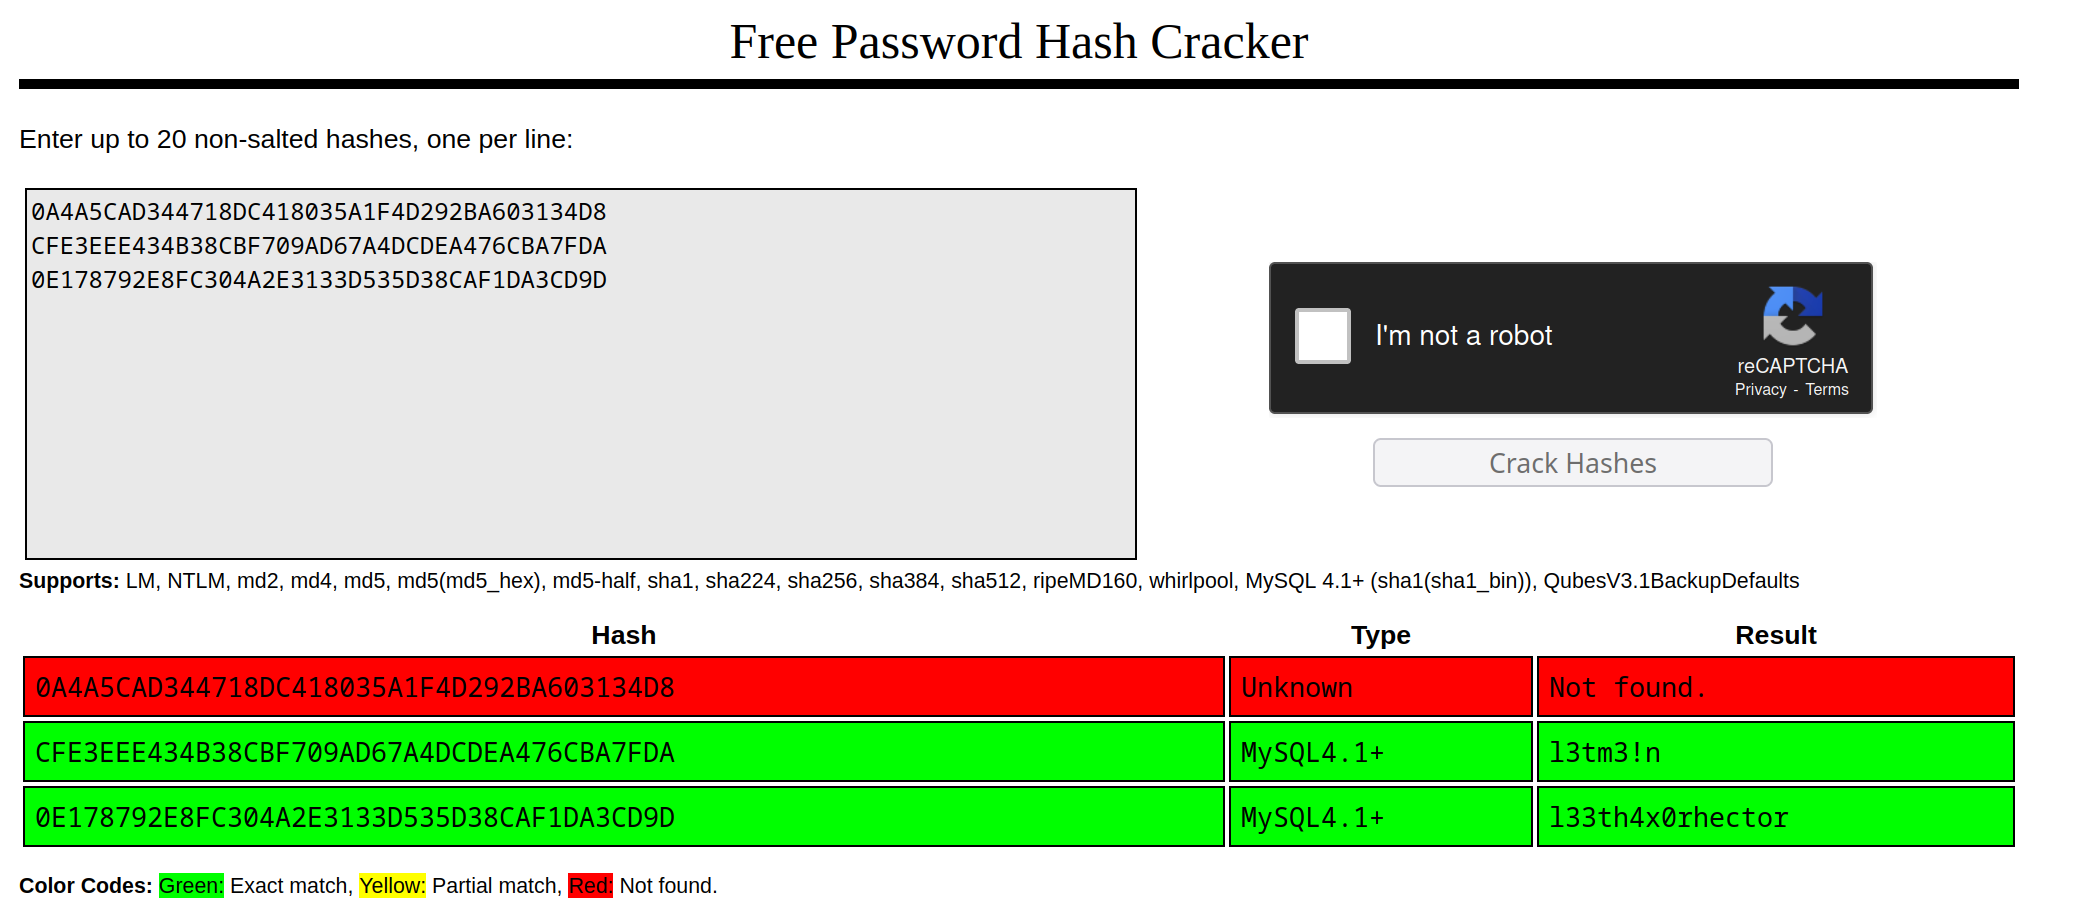 Free Password Hash Cracker
Enter up to 20 non-salted hashes, one per line:
0A4A5CAD344718DC418035A1F4D292BA603134D8
CFE3EEE434B38CBF709AD67A4DCDEA476CBA7FDA
0E178792E8FC304A2E3133D535D38CAF1DA3CD9D
I'm not a robot
reCAPTCHA
Privacy - Terms
Crack Hashes
Supports: LM, NTLM, md2, md4, md5, md5(md5_hex), md5-half, sha1, sha224, sha256, sha384, sha512, ripeMD160, whirlpool, MySQL 4.1+ (sha1(sha1_bin)), QubesV3.1BackupDefaults
Hash Type Result
0A4A5CAD344718DC418035A1F4D292BA603134D8 Unknown Not found.
CFE3EEE434B38CBF709AD67A4DCDEA476CBA7FDA MySQL4.1+ l3tm3!n
0E178792E8FC304A2E3133D535D38CAF1DA3CD9D MySQL4.1+ l33th4x0rhector
Color Codes: Green: Exact match, Yellow: Partial match, Red: Not found.